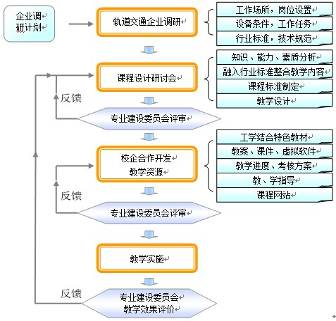 企业调
研计划
轨道交通企业调研
工作场所，岗位设置
设备条件，工作任务
行业标准，技术规范
课程设计研讨会
知识、能力、素质分析
融入行业标准整合教学内容
课程标准制定
教学设计
反馈
专业建设委员会评审
校企合作开发
教学资源
工学结合特色教材
教案、课件、虚拟软件
教学进度、考核方案
教、学指导
课程网站
反馈
专业建设委员会评审
教学实施
反馈
专业建设委员会
教学效果评价